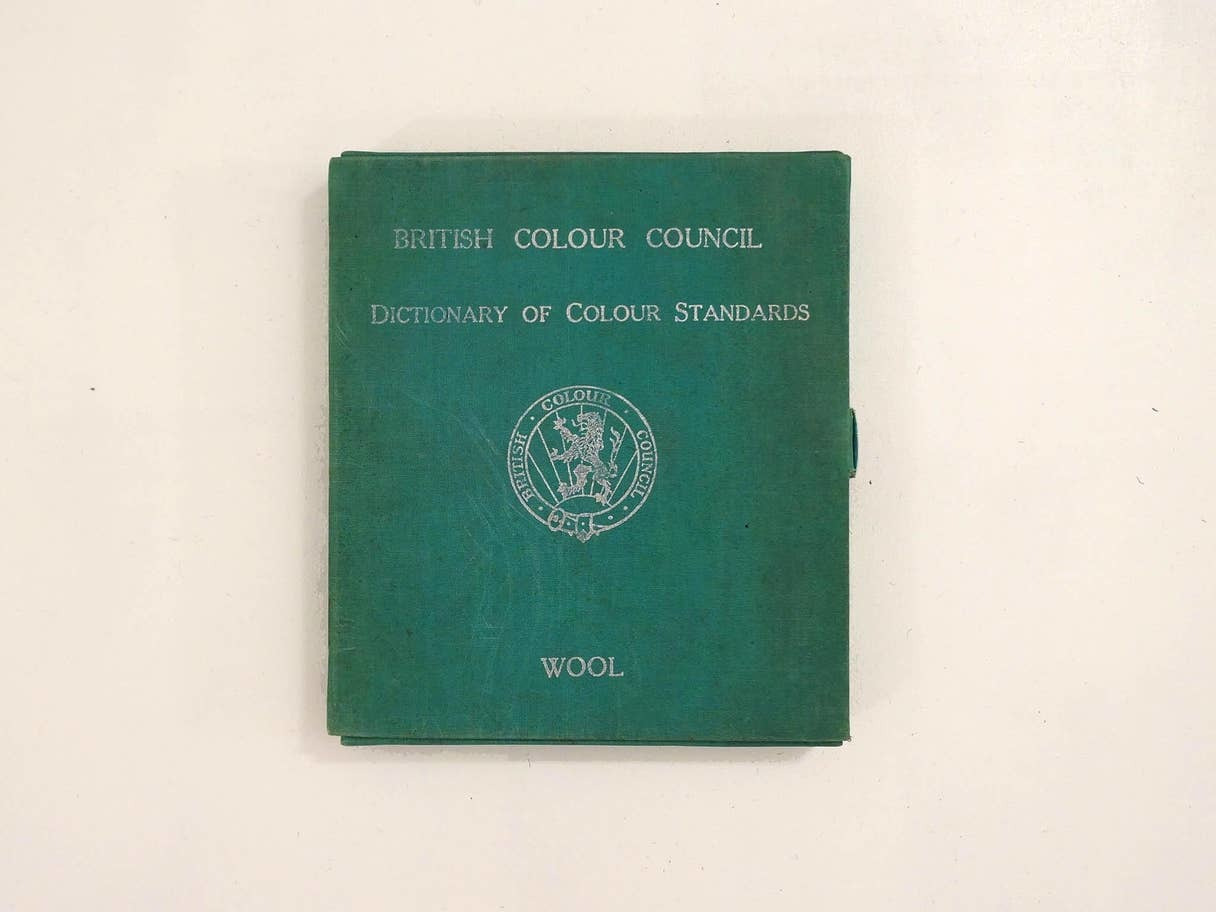 BRITISH COLOUR COUNCIL
DICTIONARY OF COLOUR STANDARDS
BRITISH · COLOUR · COUNCIL
WOOL